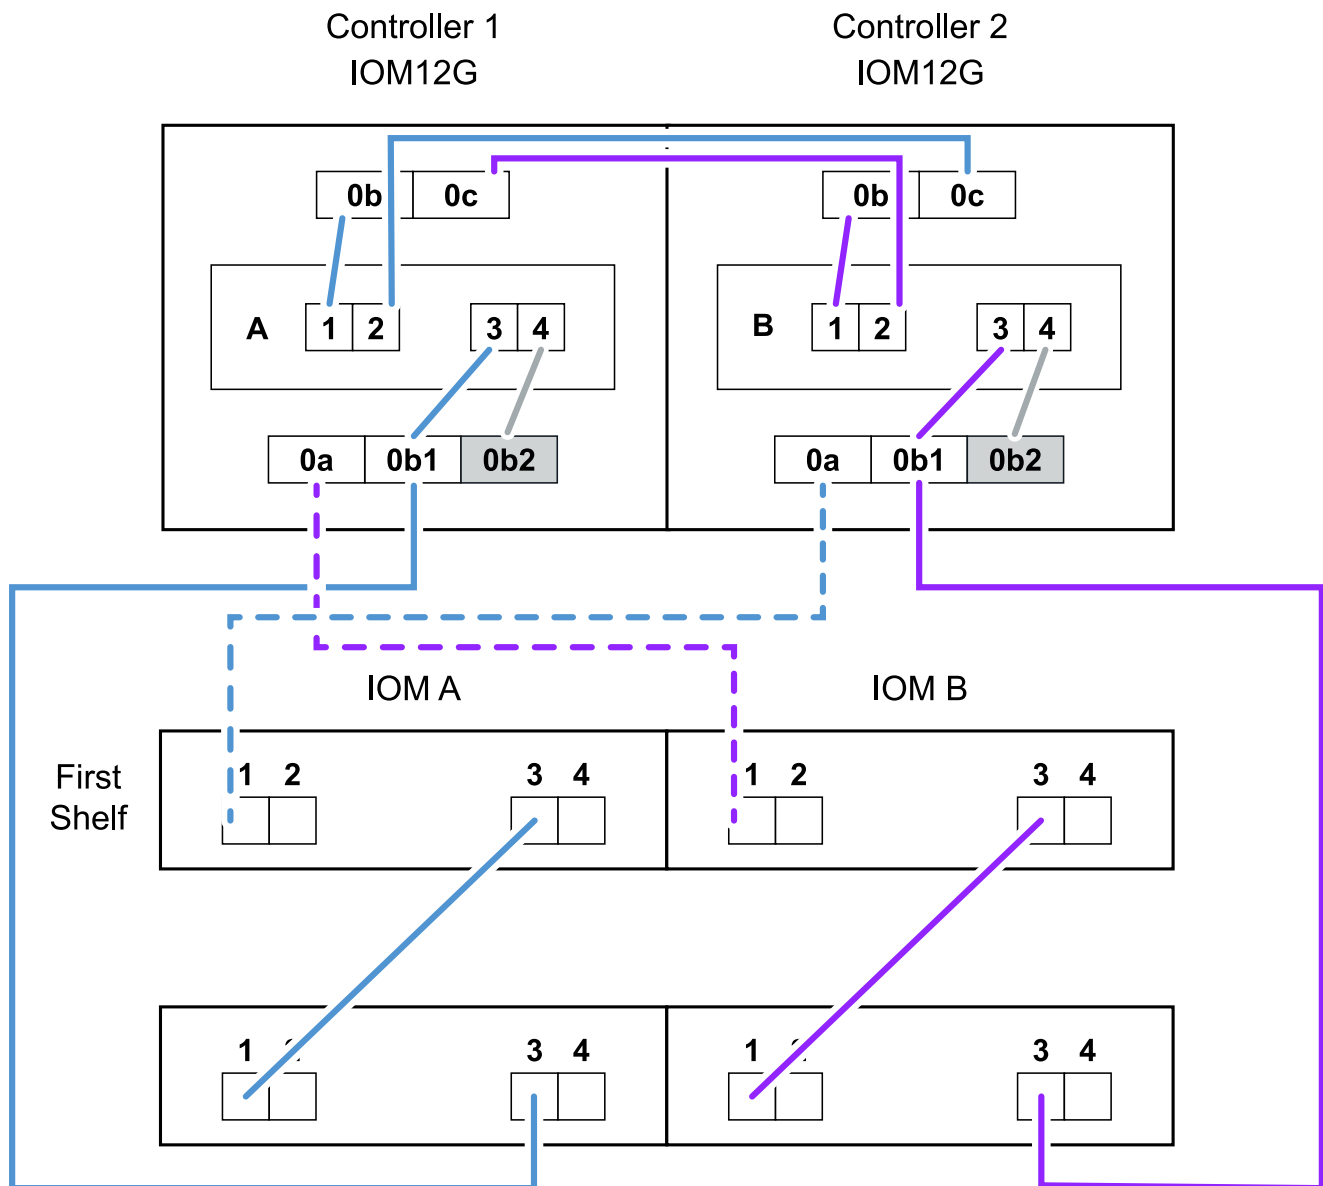 Controller 1
IOM12G
Controller 2
IOM12G
0b 0c
0b 0c
A 1 2 3 4
B 1 2 3 4
0a 0b1 0b2
0a 0b1 0b2
IOM A
IOM B
First
Shelf
1 2 3 4
1 2 3 4
1 3 4
1 3 4